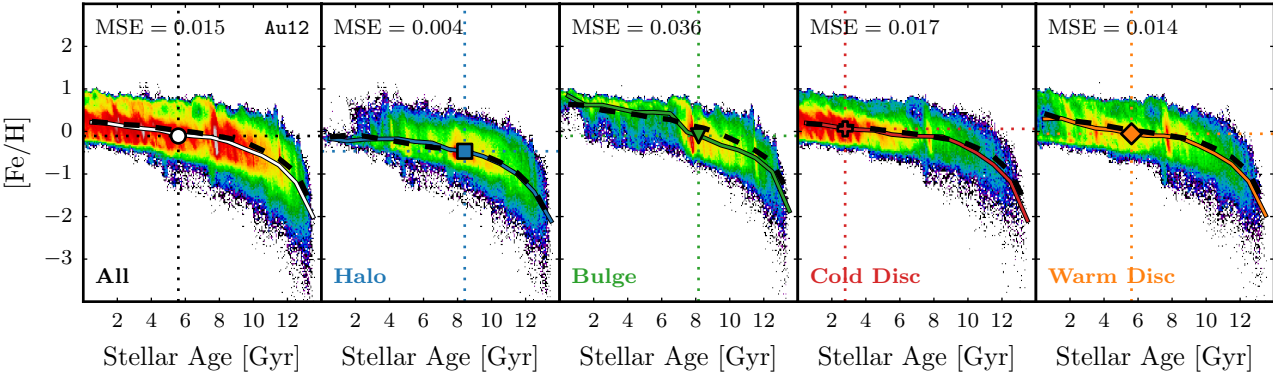 MSE = 0.015 Au12
MSE = 0.004
MSE = 0.036
MSE = 0.017
MSE = 0.014
2
1
0
−1
−2
−3
[Fe/H]
All
Halo
Bulge
Cold Disc
Warm Disc
2 4 6 8 10 12
2 4 6 8 10 12
2 4 6 8 10 12
2 4 6 8 10 12
2 4 6 8 10 12
Stellar Age [Gyr]
Stellar Age [Gyr]
Stellar Age [Gyr]
Stellar Age [Gyr]
Stellar Age [Gyr]